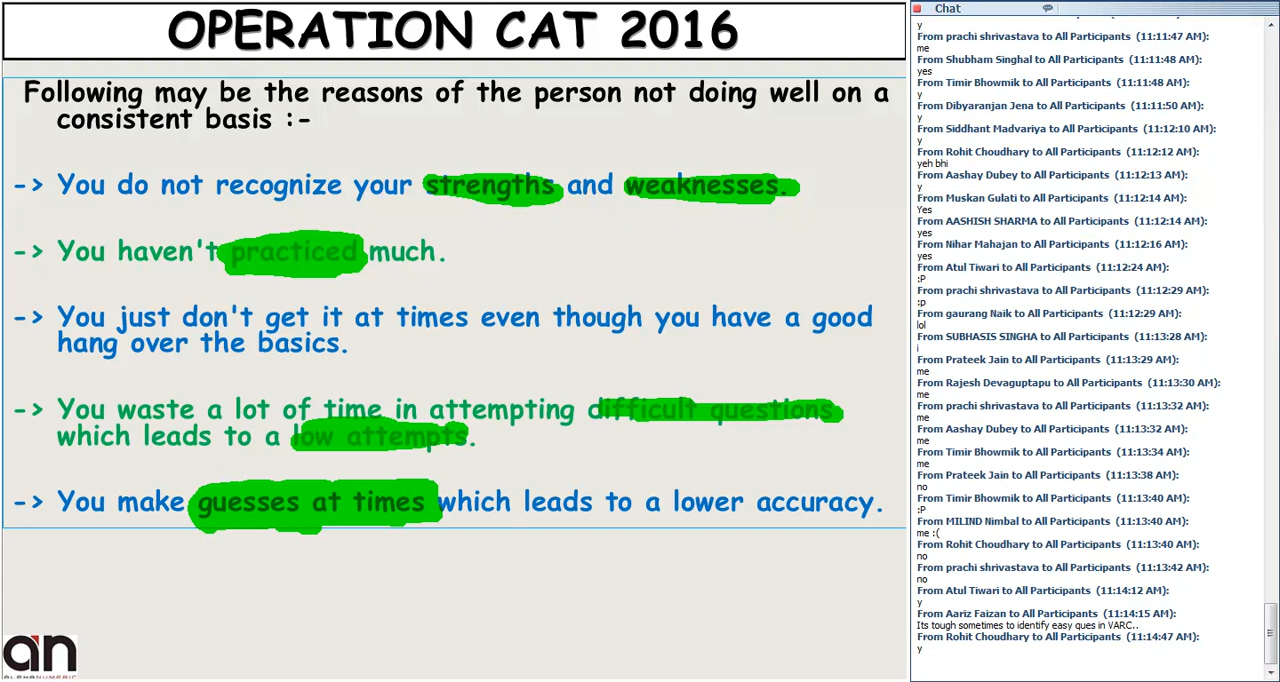 OPERATION CAT 2016
Following may be the reasons of the person not doing well on a
consistent basis :-
-> You do not recognize your strengths and weaknesses.
-> You haven't practiced much.
-> You just don't get it at times even though you have a good
hang over the basics.
-> You waste a lot of time in attempting difficult questions
which leads to a low attempts.
-> You make guesses at times which leads to a lower accuracy.
an
ALPHANUMERIC
Chat
y
From prachi shrivastava to All Participants (11:11:47 AM):
me
From Shubham Singhal to All Participants (11:11:48 AM):
yes
From Timir Bhowmik to All Participants (11:11:48 AM):
y
From Dibyaranjan Jena to All Participants (11:11:50 AM):
y
From Siddhant Madvariya to All Participants (11:12:10 AM):
y
From Rohit Choudhary to All Participants (11:12:12 AM):
yeh bhi
From Aashay Dubey to All Participants (11:12:13 AM):
y
From Muskan Gulati to All Participants (11:12:14 AM):
Yes
From AASHISH SHARMA to All Participants (11:12:14 AM):
yes
From Nihar Mahajan to All Participants (11:12:16 AM):
yes
From Atul Tiwari to All Participants (11:12:24 AM):
:P
From prachi shrivastava to All Participants (11:12:29 AM):
:p
From gaurang Naik to All Participants (11:12:29 AM):
lol
From SUBHASIS SINGHA to All Participants (11:13:28 AM):
i
From Prateek Jain to All Participants (11:13:29 AM):
me
From Rajesh Devaguptapu to All Participants (11:13:30 AM):
me
From prachi shrivastava to All Participants (11:13:32 AM):
me
From Aashay Dubey to All Participants (11:13:32 AM):
me
From Timir Bhowmik to All Participants (11:13:34 AM):
me
From Prateek Jain to All Participants (11:13:38 AM):
no
From Timir Bhowmik to All Participants (11:13:40 AM):
:P
From MILIND Nimbal to All Participants (11:13:40 AM):
me :(
From Rohit Choudhary to All Participants (11:13:40 AM):
no
From prachi shrivastava to All Participants (11:13:42 AM):
no
From Atul Tiwari to All Participants (11:14:12 AM):
y
From Aariz Faizan to All Participants (11:14:15 AM):
Its tough sometimes to identify easy ques in VARC..
From Rohit Choudhary to All Participants (11:14:47 AM):
y